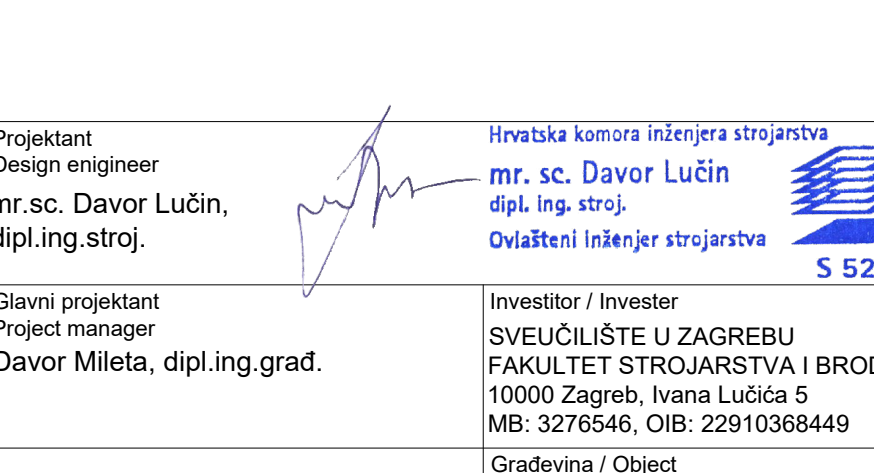 Projektant
Design enigineer
mr.sc. Davor Lučin,
dipl.ing.stroj.
Hrvatska komora inženjera strojarstva
mr. sc. Davor Lučin
dipl. ing. stroj.
Ovlašteni inženjer strojarstva
S 52
Glavni projektant
Project manager
Davor Mileta, dipl.ing.građ.
Investitor / Invester
SVEUČILIŠTE U ZAGREBU
FAKULTET STROJARSTVA I BROD
10000 Zagreb, Ivana Lučića 5
MB: 3276546, OIB: 22910368449
Građevina / Object